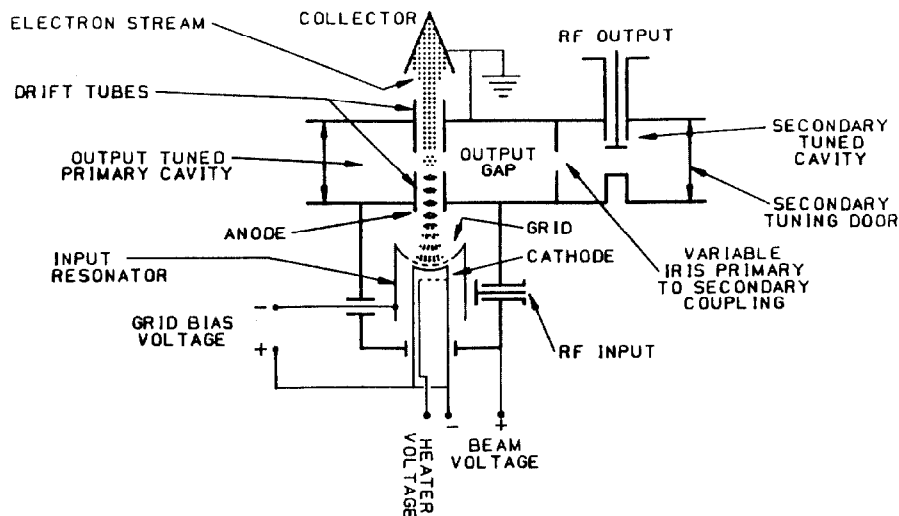 COLLECTOR
ELECTRON STREAM
RF OUTPUT
DRIFT TUBES
SECONDARY
TUNED
CAVITY
OUTPUT TUNED
PRIMARY CAVITY
OUTPUT
GAP
SECONDARY
TUNING DOOR
ANODE
GRID
INPUT
RESONATOR
CATHODE
VARIABLE
IRIS PRIMARY
TO SECONDARY
COUPLING
-
GRID BIAS
VOLTAGE
+
RF INPUT
- +
HEATER
VOLTAGE
BEAM
VOLTAGE